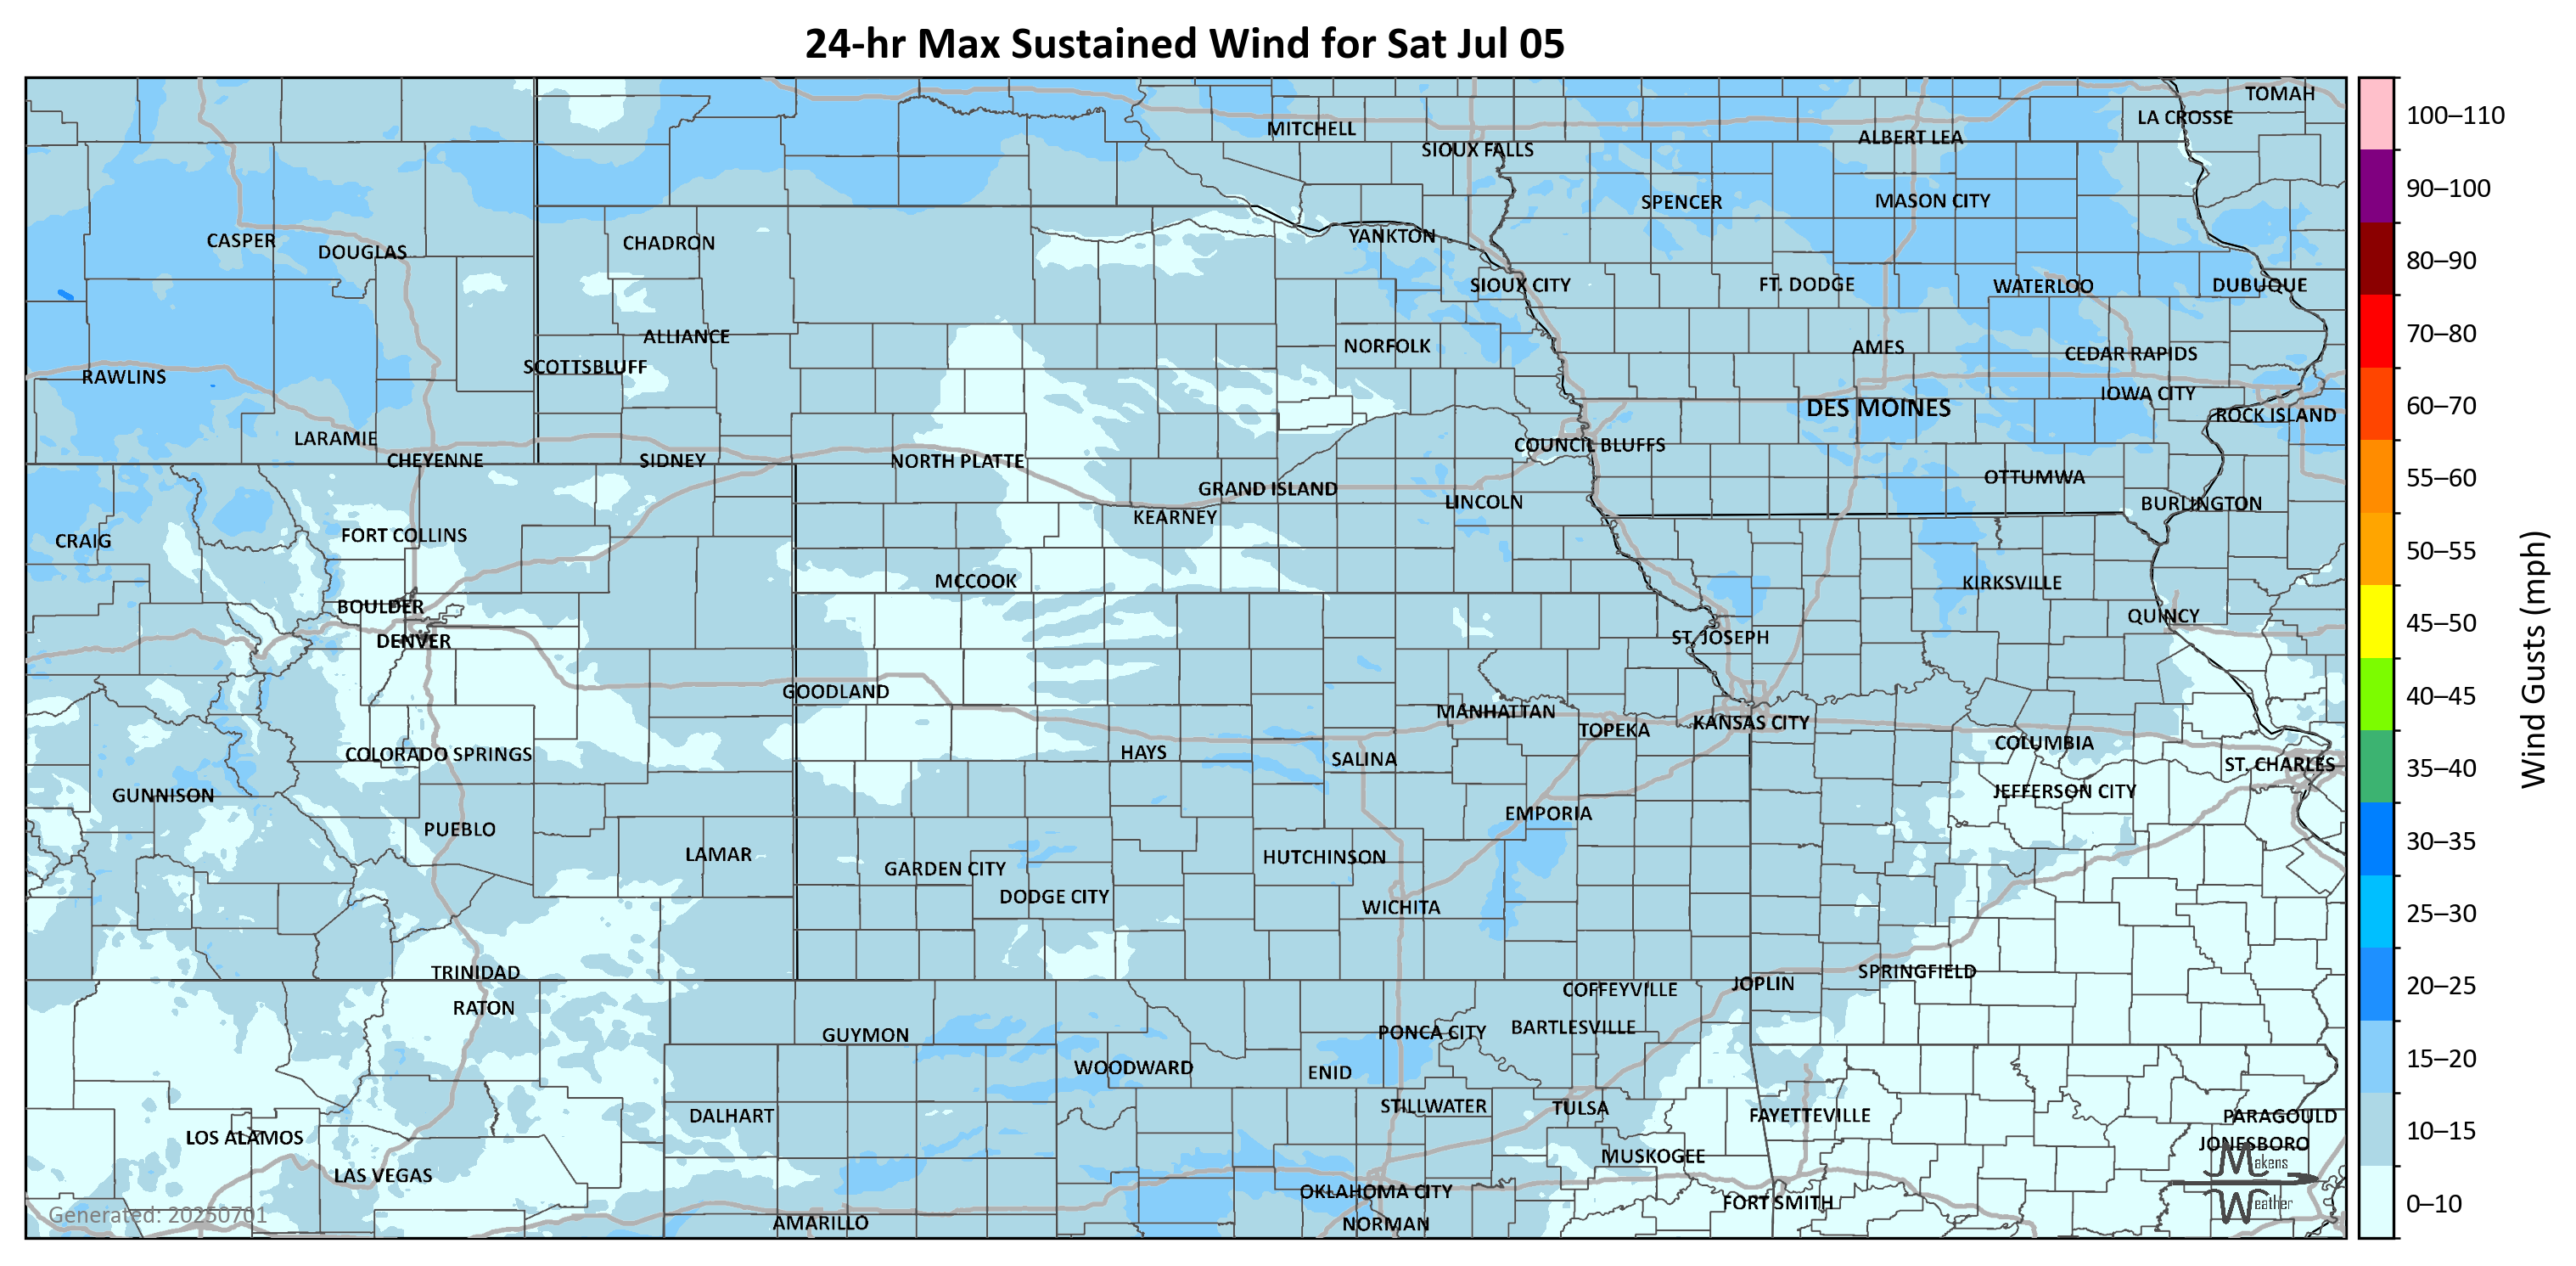 24-hr Max Sustained Wind for Sat Jul 05
TOMAH
LA CROSSE
MITCHELL
ALBERT LEA
SIOUX FALLS
SPENCER
MASON CITY
CASPER
DOUGLAS
CHADRON
YANKTON
SIOUX CITY
FT. DODGE
WATERLOO
DUBUQUE
ALLIANCE
NORFOLK
AMES
CEDAR RAPIDS
SCOTTSBLUFF
RAWLINS
IOWA CITY
DES MOINES
ROCK ISLAND
LARAMIE
COUNCIL BLUFFS
CHEYENNE
SIDNEY
NORTH PLATTE
OTTUMWA
GRAND ISLAND
LINCOLN
BURLINGTON
KEARNEY
FORT COLLINS
CRAIG
MCCOOK
KIRKSVILLE
BOULDER
QUINCY
DENVER
ST. JOSEPH
GOODLAND
MANHATTAN
TOPEKA
KANSAS CITY
COLUMBIA
COLORADO SPRINGS
HAYS
SALINA
ST. CHARLES
GUNNISON
JEFFERSON CITY
EMPORIA
PUEBLO
LAMAR
HUTCHINSON
GARDEN CITY
DODGE CITY
WICHITA
TRINIDAD
SPRINGFIELD
JOPLIN
COFFEYVILLE
RATON
GUYMON
PONCA CITY
BARTLESVILLE
WOODWARD
ENID
STILLWATER
TULSA
DALHART
FAYETTEVILLE
PARAGOULD
LOS ALAMOS
JONESBORO
MUSKOGEE
LAS VEGAS
OKLAHOMA CITY
FORT SMITH
AMARILLO
NORMAN
Makens
Weather
Generated: 20250701
100–110
90–100
80–90
70–80
60–70
55–60
50–55
45–50
40–45
35–40
30–35
25–30
20–25
15–20
10–15
0–10
Wind Gusts (mph)